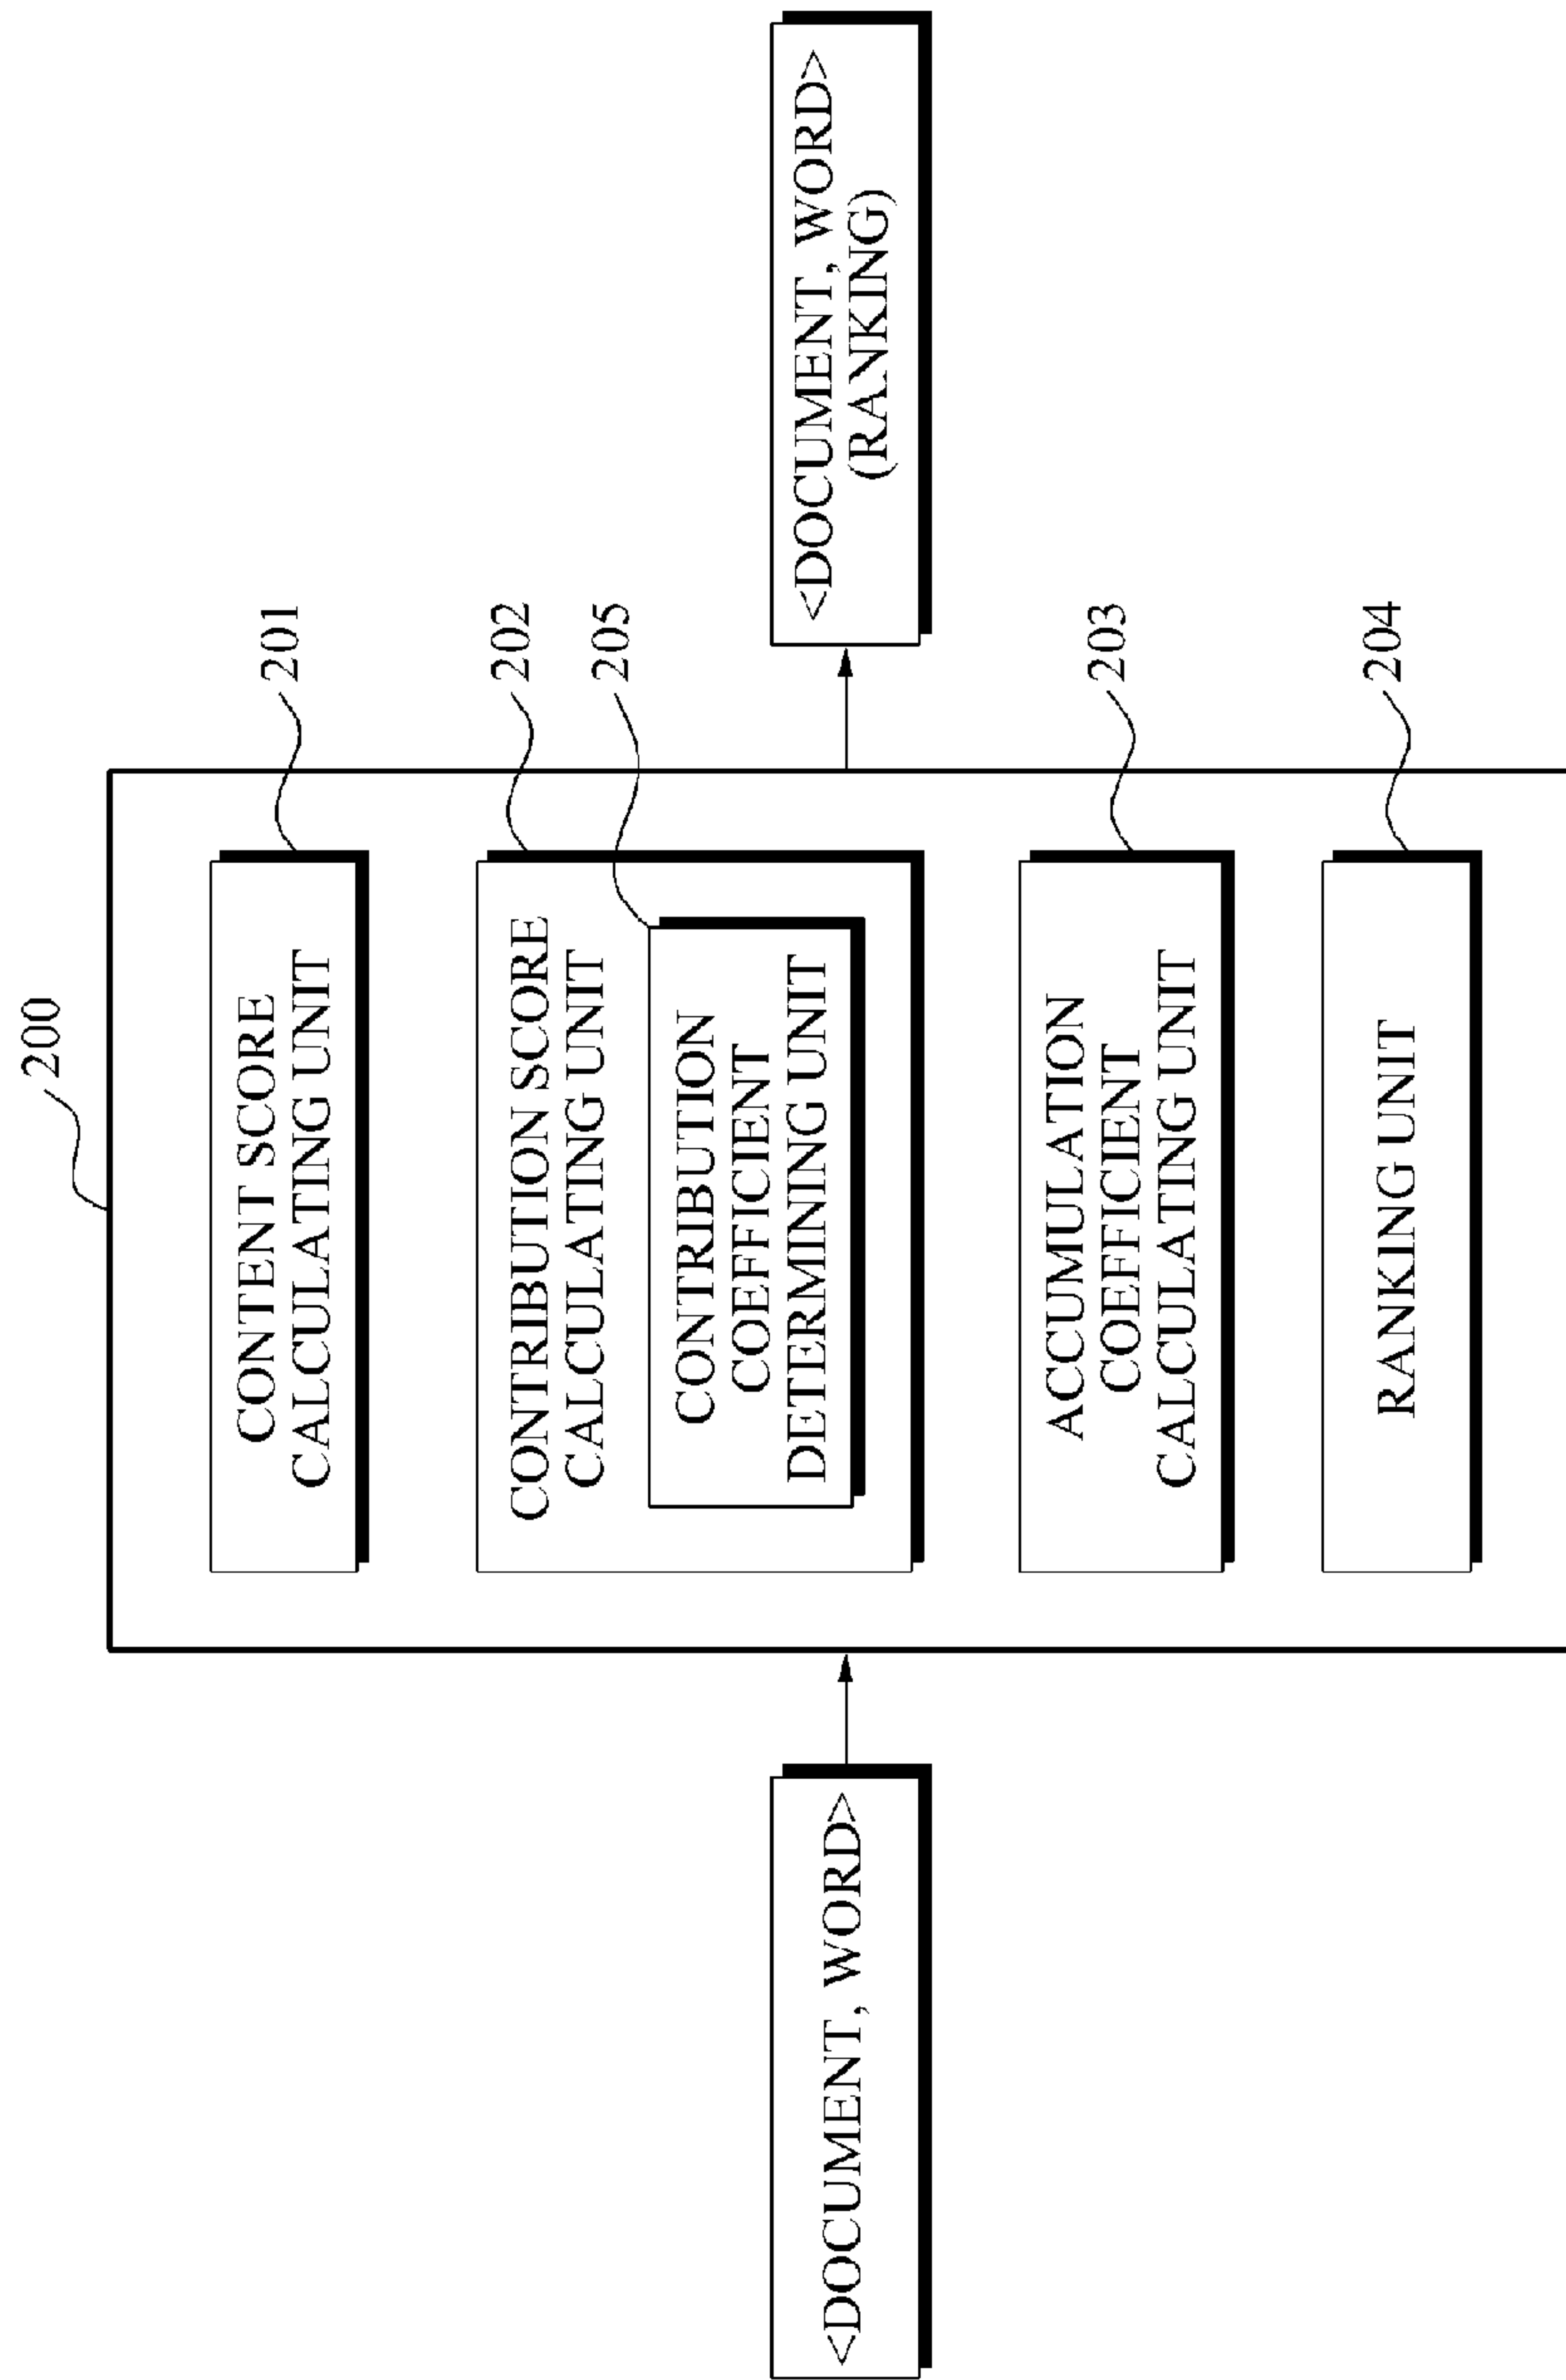 200
<DOCUMENT, WORD>
CONTENT SCORE
CALCULATING UNIT
201
CONTRIBUTION SCORE
CALCULATING UNIT
202
CONTRIBUTION
COEFFICIENT
DETERMINING UNIT
205
ACCUMULATION
COEFFICIENT
CALCULATING UNIT
203
RANKING UNIT
204
<DOCUMENT, WORD>
(RANKING)